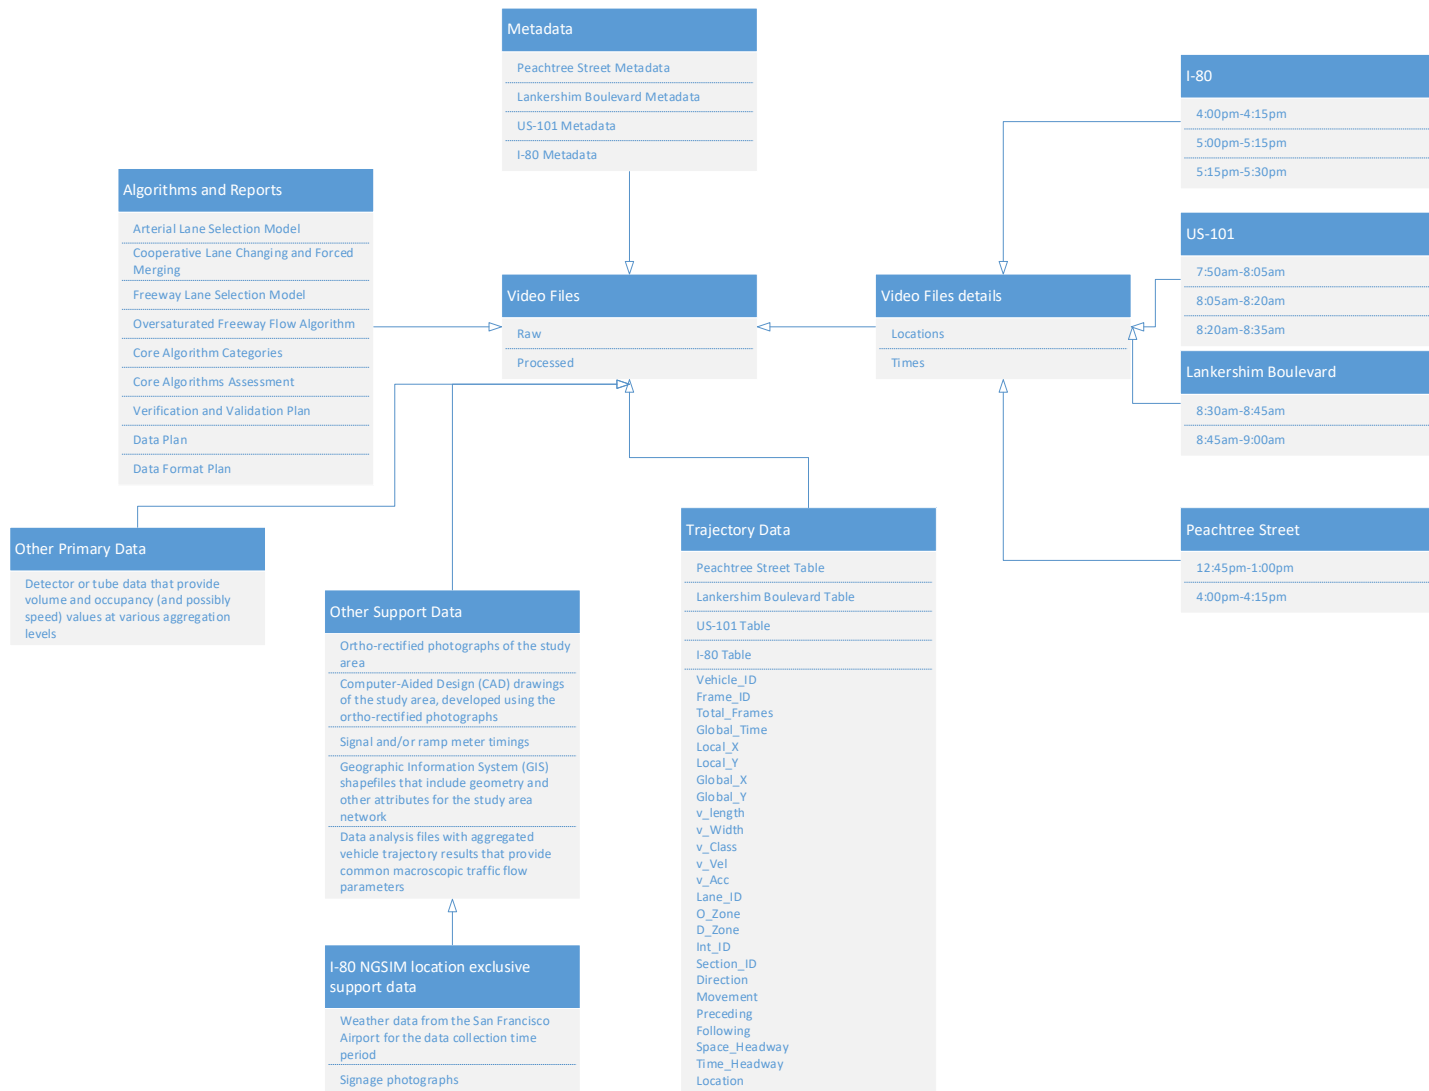 Metadata
Peachtree Street Metadata
Lankershim Boulevard Metadata
US-101 Metadata
I-80 Metadata
I-80
4:00pm-4:15pm
5:00pm-5:15pm
5:15pm-5:30pm
Algorithms and Reports
Arterial Lane Selection Model
Cooperative Lane Changing and Forced
Merging
Freeway Lane Selection Model
Oversaturated Freeway Flow Algorithm
Core Algorithm Categories
Core Algorithms Assessment
Verification and Validation Plan
Data Plan
Data Format Plan
Video Files
Raw
Processed
Video Files details
Locations
Times
US-101
7:50am-8:05am
8:05am-8:20am
8:20am-8:35am
Lankershim Boulevard
8:30am-8:45am
8:45am-9:00am
Peachtree Street
12:45pm-1:00pm
4:00pm-4:15pm
Other Primary Data
Detector or tube data that provide
volume and occupancy (and possibly
speed) values at various aggregation
levels
Other Support Data
Ortho-rectified photographs of the study
area
Computer-Aided Design (CAD) drawings
of the study area, developed using the
ortho-rectified photographs
Signal and/or ramp meter timings
Geographic Information System (GIS)
shapefiles that include geometry and
other attributes for the study area
network
Data analysis files with aggregated
vehicle trajectory results that provide
common macroscopic traffic flow
parameters
I-80 NGSIM location exclusive
support data
Weather data from the San Francisco
Airport for the data collection time
period
Signage photographs
Trajectory Data
Peachtree Street Table
Lankershim Boulevard Table
US-101 Table
I-80 Table
Vehicle_ID
Frame_ID
Total_Frames
Global_Time
Local_X
Local_Y
Global_X
Global_Y
v_length
v_Width
v_Class
v_Vel
v_Acc
Lane_ID
O_Zone
D_Zone
Int_ID
Section_ID
Direction
Movement
Preceding
Following
Space_Headway
Time_Headway
Location